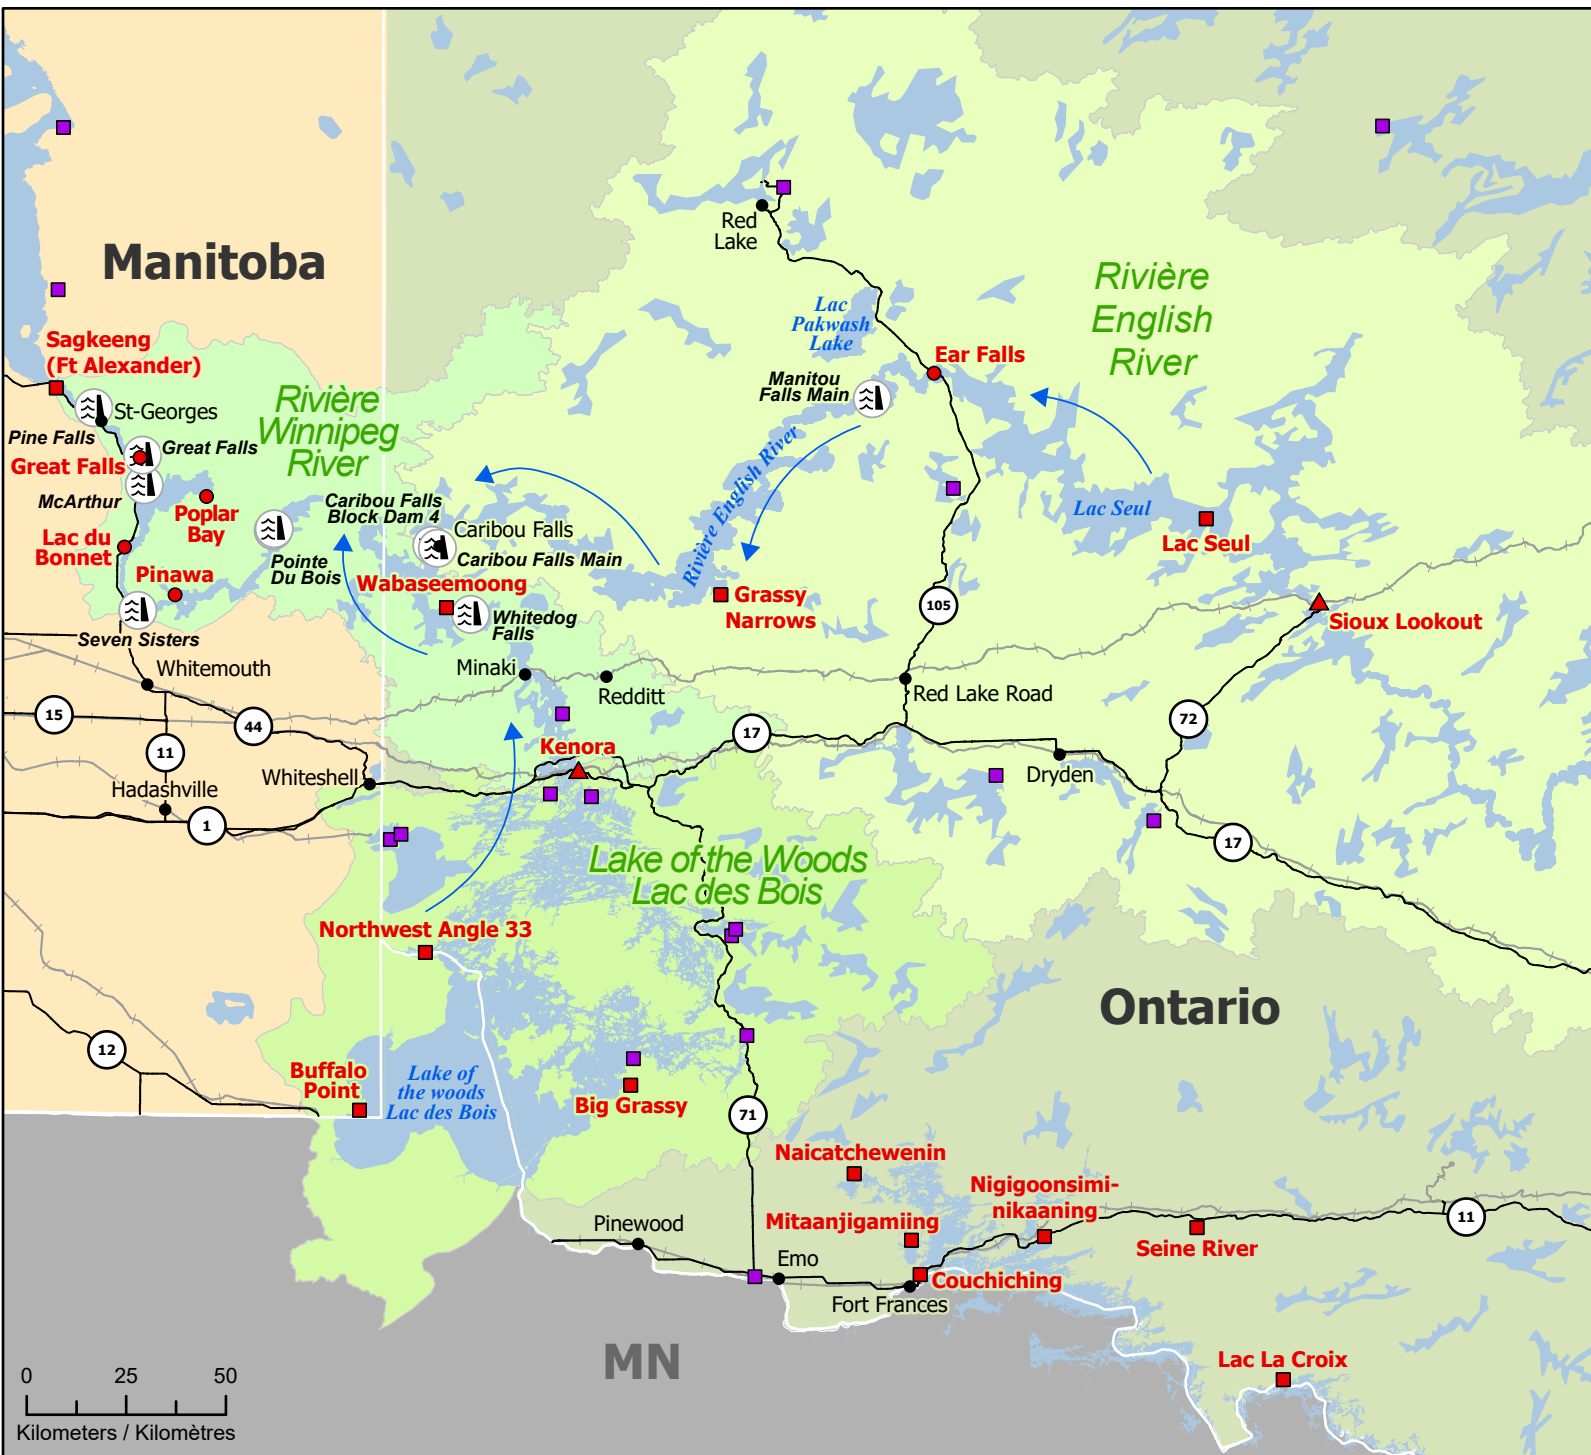 Manitoba
Red
Lake
Rivière
English
River
Lac
Pakwash
Lake
Ear Falls
Manitou
Falls Main
Sagkeeng
(Ft Alexander)
St-Georges
Pine Falls
Great Falls
Great Falls
McArthur
Rivière
Winnipeg
River
Poplar
Bay
Lac du
Bonnet
Pinawa
Pointe
Du Bois
Seven Sisters
Caribou Falls
Block Dam 4
Caribou Falls
Caribou Falls Main
Wabaseemoong
Whitedog
Falls
Rivière English River
Lac Seul
Lac Seul
Grassy
Narrows
105
Sioux Lookout
Whitemouth
Minaki
Redditt
Red Lake Road
15
44
11
17
72
Kenora
Whiteshell
Hadashville
1
Dryden
17
Lake of the Woods
Lac des Bois
Northwest Angle 33
Ontario
12
Buffalo
Point
Lake of
the woods
Lac des Bois
Big Grassy
71
Naicatchewenin
Nigigoonsimi-
nikaaning
Mitaanjigamiing
11
Seine River
Pinewood
Emo
Couchiching
Fort Frances
MN
Lac La Croix
0 25 50
Kilometers / Kilomètres